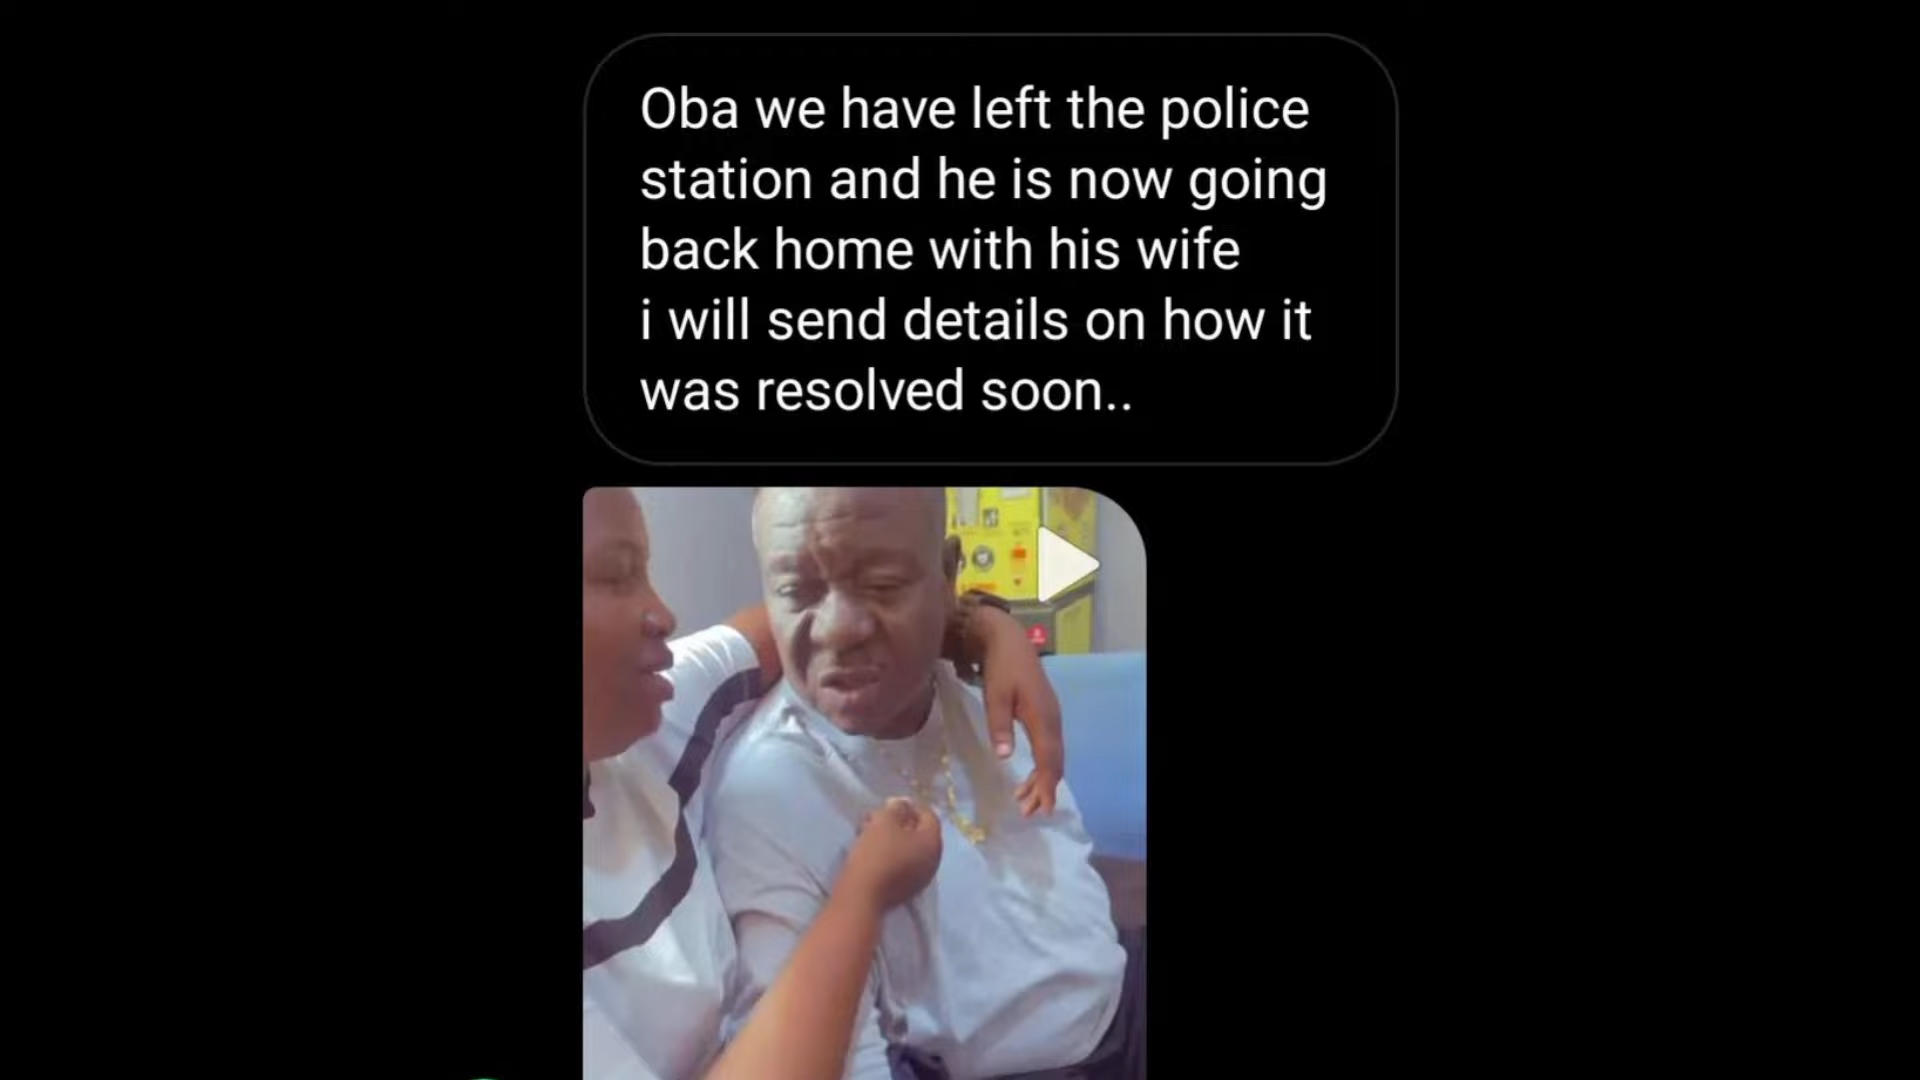 Oba we have left the police
station and he is now going
back home with his wife
i will send details on how it
was resolved soon..